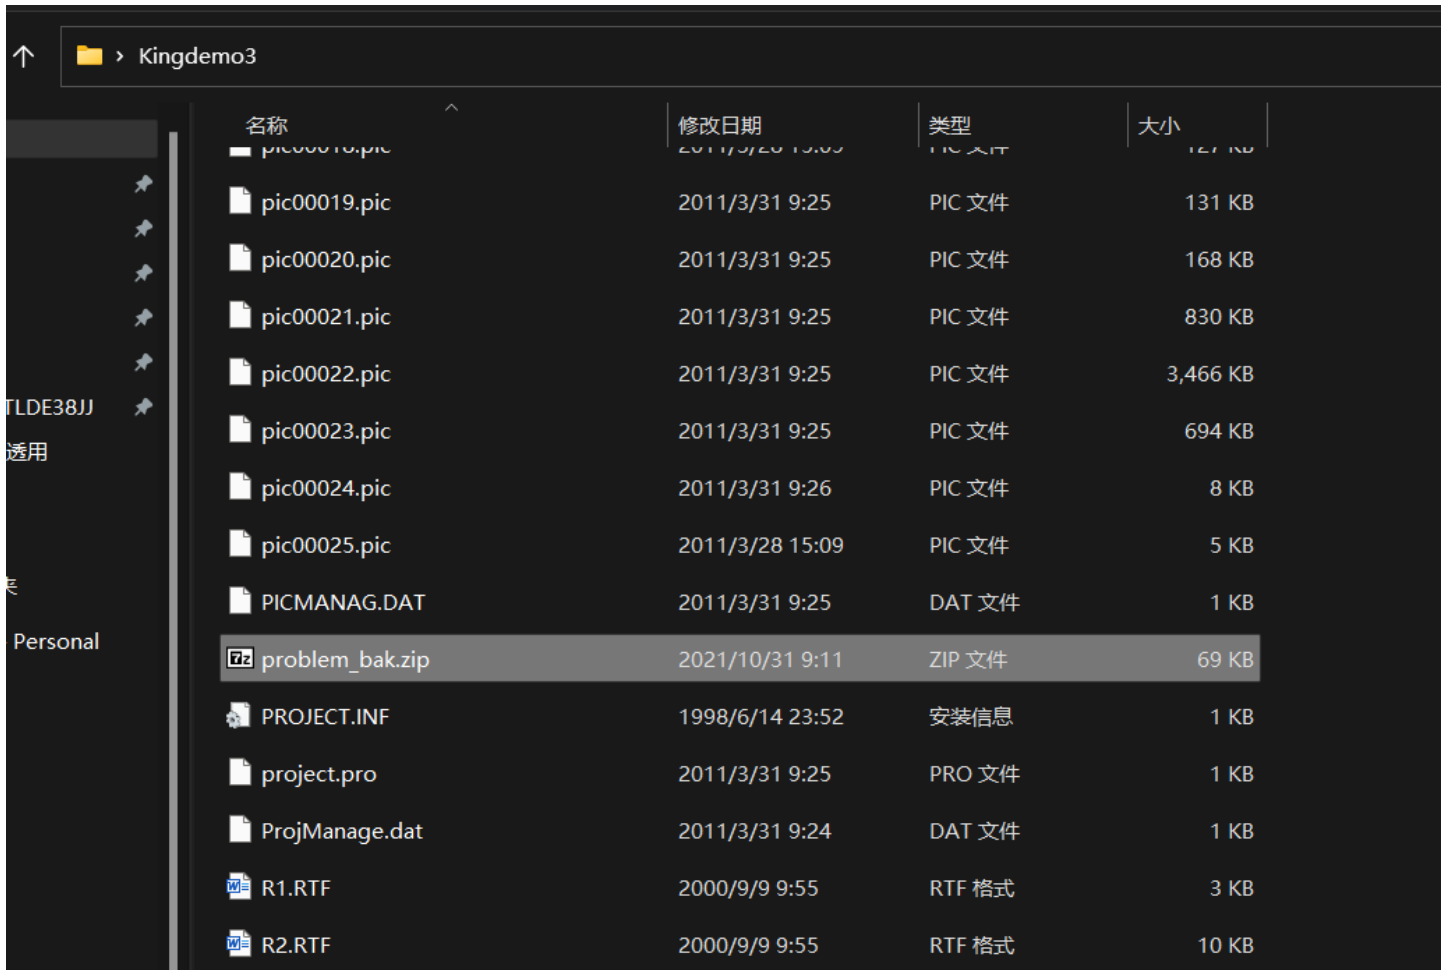 Kingdemo3
名称 修改日期 类型 大小
pic00019.pic 2011/3/31 9:25 PIC 文件 131 KB
pic00020.pic 2011/3/31 9:25 PIC 文件 168 KB
pic00021.pic 2011/3/31 9:25 PIC 文件 830 KB
pic00022.pic 2011/3/31 9:25 PIC 文件 3,466 KB
TLDE38JJ
pic00023.pic 2011/3/31 9:25 PIC 文件 694 KB
透用
pic00024.pic 2011/3/31 9:26 PIC 文件 8 KB
pic00025.pic 2011/3/28 15:09 PIC 文件 5 KB
PICMANAG.DAT 2011/3/31 9:25 DAT 文件 1 KB
Personal
7z problem_bak.zip 2021/10/31 9:11 ZIP 文件 69 KB
PROJECT.INF 1998/6/14 23:52 安装信息 1 KB
project.pro 2011/3/31 9:25 PRO 文件 1 KB
ProjManage.dat 2011/3/31 9:24 DAT 文件 1 KB
R1.RTF 2000/9/9 9:55 RTF 格式 3 KB
R2.RTF 2000/9/9 9:55 RTF 格式 10 KB